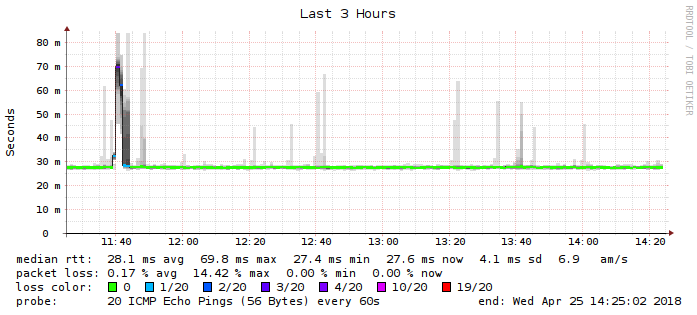 Last 3 Hours
RRDTOOL / TOBI OETIKER
Seconds
80 m
70 m
60 m
50 m
40 m
30 m
20 m
10 m
0
11:40 12:00 12:20 12:40 13:00 13:20 13:40 14:00 14:20
median rtt: 28.1 ms avg 69.8 ms max 27.4 ms min 27.6 ms now 4.1 ms sd 6.9 am/s
packet loss: 0.17 % avg 14.42 % max 0.00 % min 0.00 % now
loss color: 0 1/20 2/20 3/20 4/20 10/20 19/20
probe: 20 ICMP Echo Pings (56 Bytes) every 60s end: Wed Apr 25 14:25:02 2018